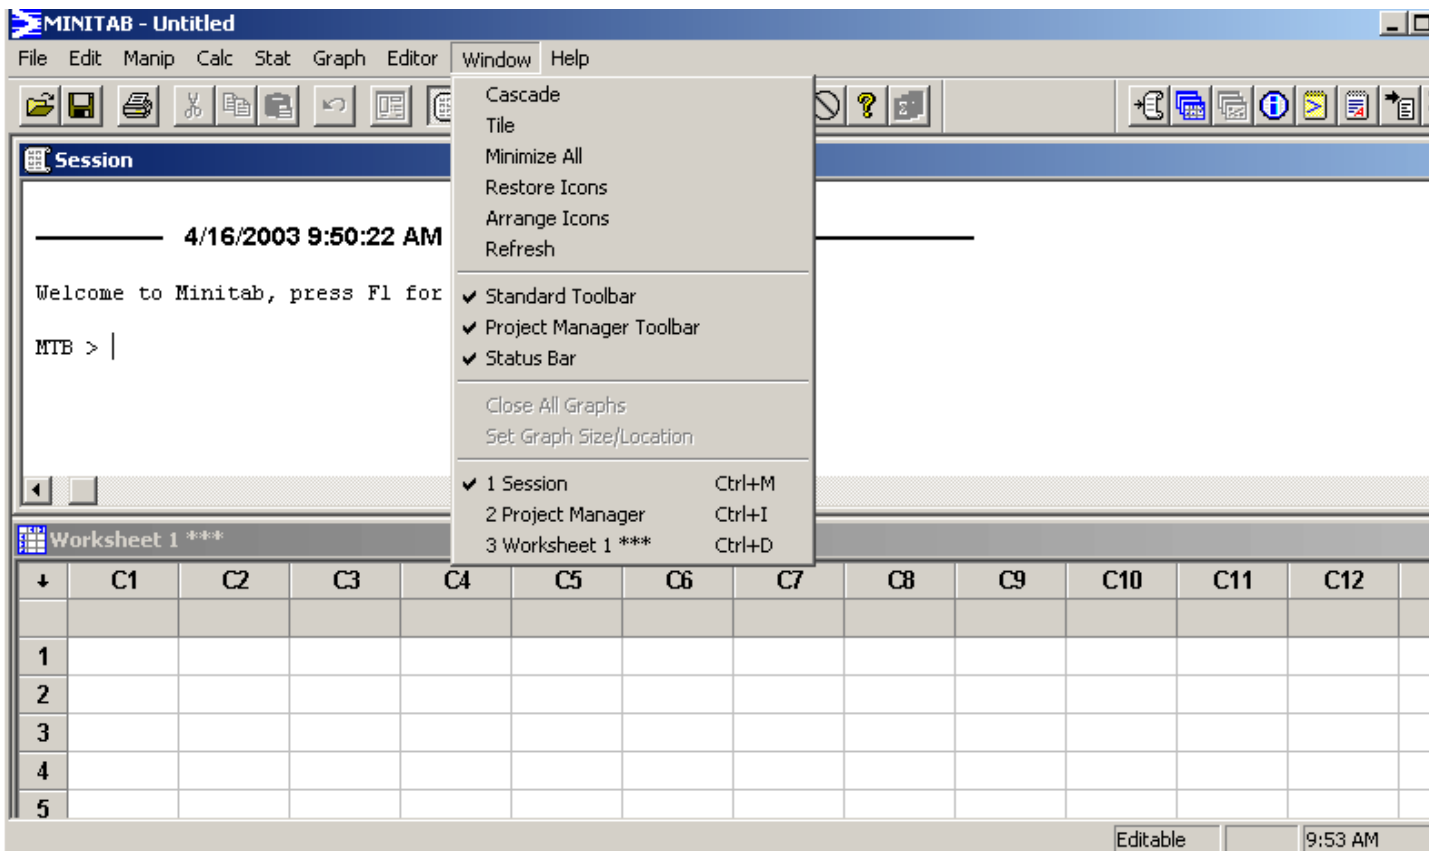 MINITAB - Untitled
File Edit Manip Calc Stat Graph Editor Window Help
Cascade
Tile
Minimize All
Restore Icons
Arrange Icons
Refresh
Standard Toolbar
Project Manager Toolbar
Status Bar
Close All Graphs
Set Graph Size/Location
1 Session Ctrl+M
2 Project Manager Ctrl+I
3 Worksheet 1 *** Ctrl+D
Session
4/16/2003 9:50:22 AM
Welcome to Minitab, press F1 for
MTB >
Worksheet 1 ***
C1 C2 C3 C4 C5 C6 C7 C8 C9 C10 C11 C12
1
2
3
4
5
Editable 9:53 AM